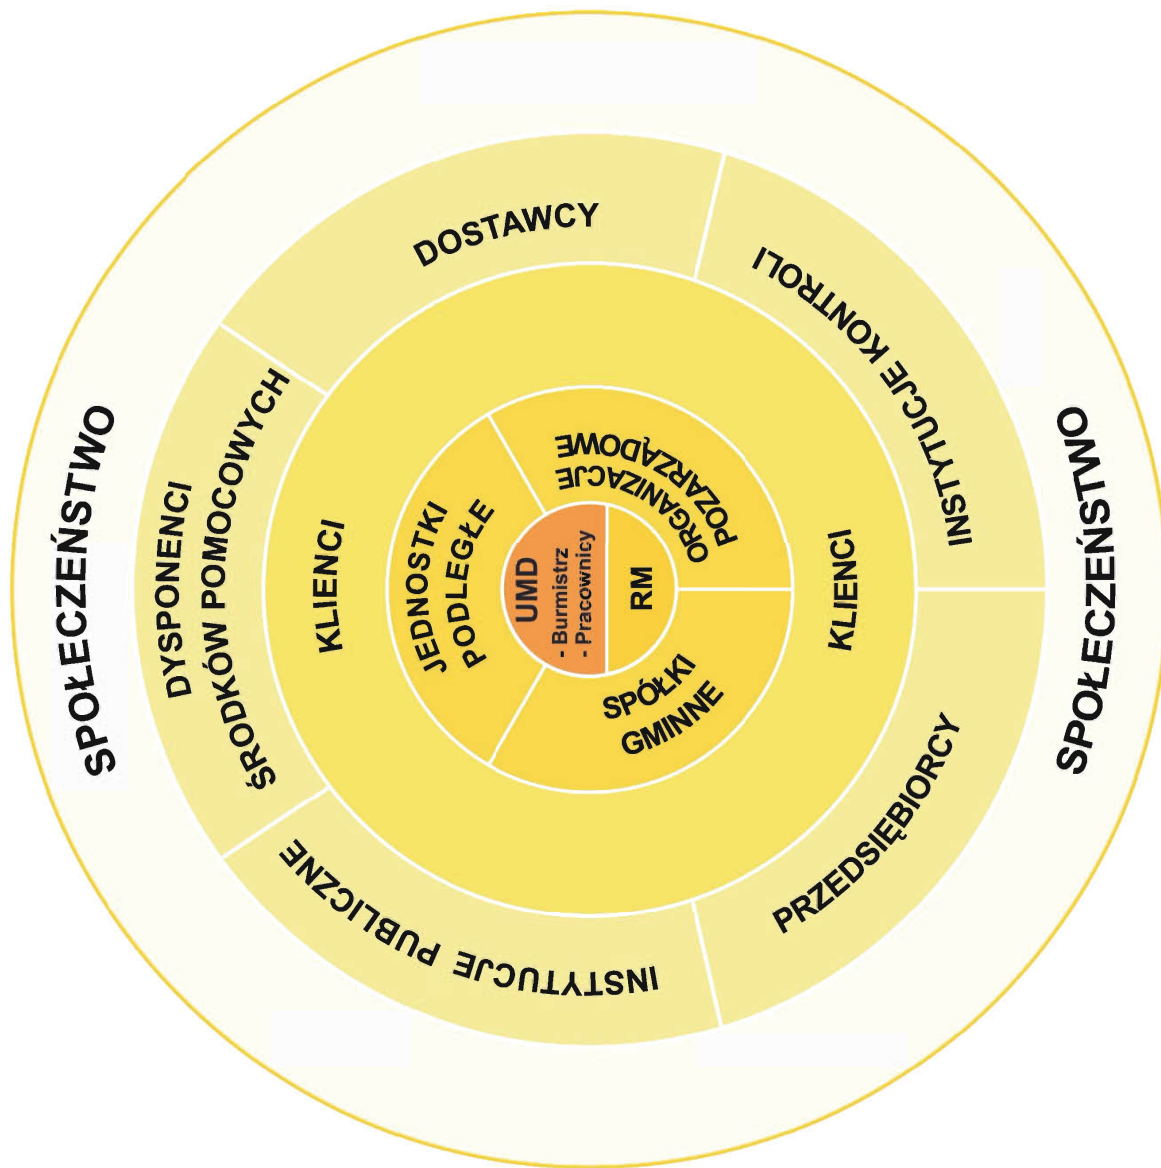 SPOŁECZEŃSTWO
DYSPONENCI
ŚRODKÓW POMOCOWYCH
KLIENCI
JEDNOSTKI
PODLEGŁE
UMD
- Burmistrz
- Pracownicy
RM
ORGANIZACJE
POZARZĄDOWE
SPÓŁKI
GMINNE
KLIENCI
DOSTAWCY
INSTYTUCJE KONTROLI
INSTYTUCJE PUBLICZNE
PRZEDSIĘBIORCY
SPOŁECZEŃSTWO